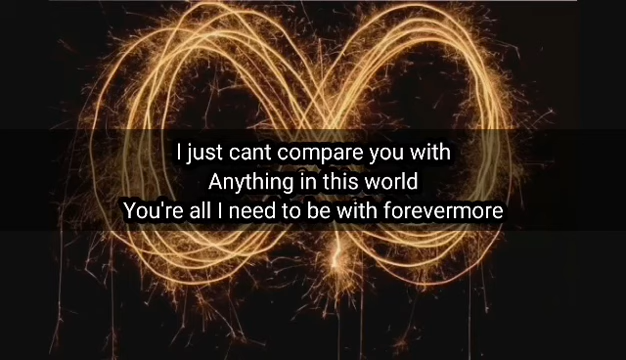 I just cant compare you with
Anything in this world
You're all I need to be with forevermore